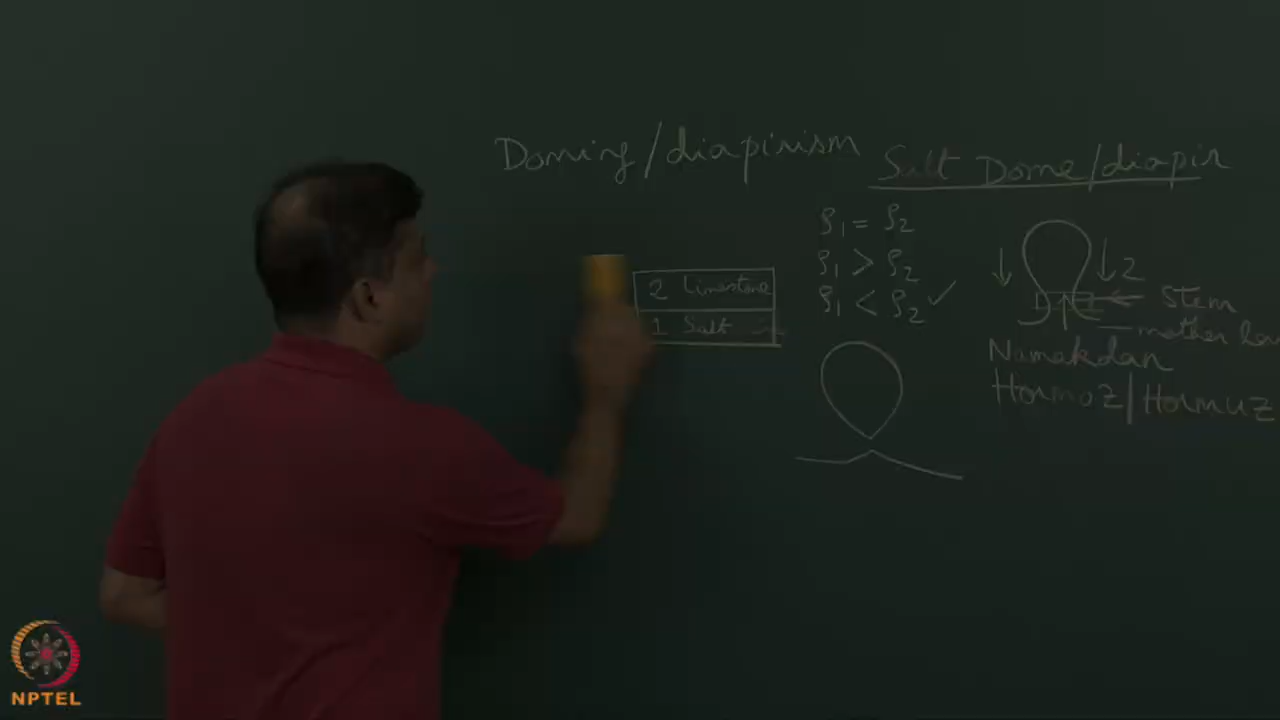 Doming/diapirism
Salt Dome/diapir
ρ1 = ρ2
ρ1 > ρ2
ρ1 < ρ2 ✓
2 Limestone
1 Salt
2
D
Stem
mother
Namakdan
Hormoz/Hormuz
NPTEL